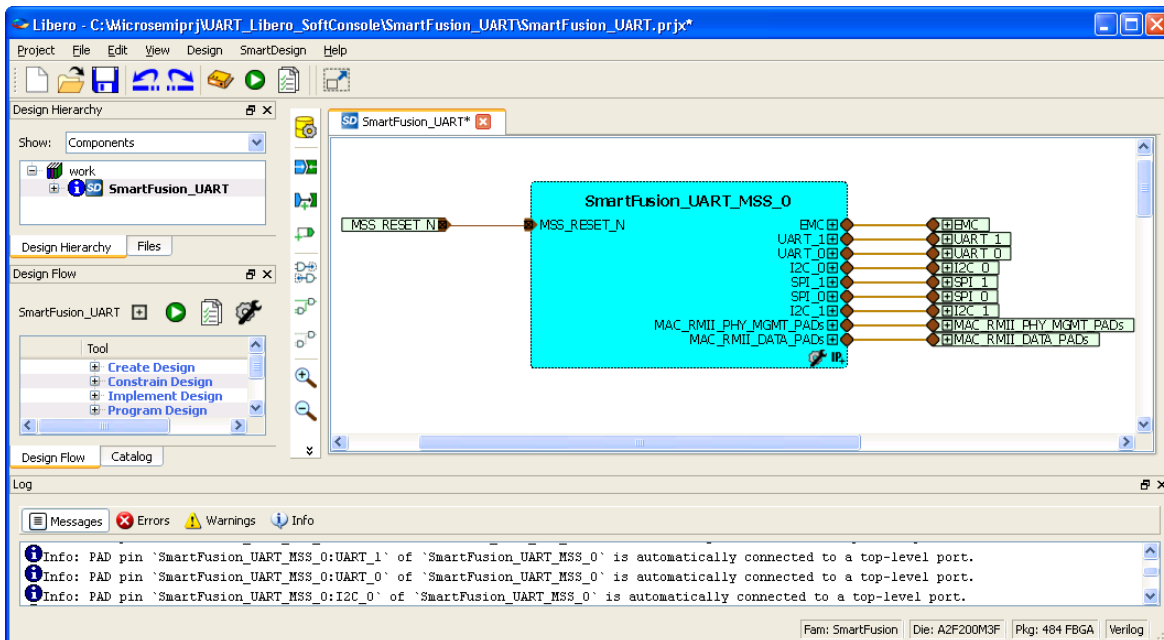 Libero - C:\Microsemiprj\UART_Libero_SoftConsole\SmartFusion_UART\SmartFusion_UART.prjx*
Project File Edit View Design SmartDesign Help
Design Hierarchy
Show: Components
work
SD SmartFusion_UART
Design Hierarchy Files
Design Flow
SmartFusion_UART
Tool
Create Design
Constrain Design
Implement Design
Program Design
Design Flow Catalog
SD SmartFusion_UART*
SmartFusion_UART_MSS_0
MSS_RESET_N MSS_RESET_N EMC EMC
UART_1 UART_1
UART_0 UART_0
I2C_0 I2C_0
SPI_1 SPI_1
SPI_0 SPI_0
I2C_1 I2C_1
MAC_RMII_PHY_MGMT_PADs MAC_RMII_PHY_MGMT_PADs
MAC_RMII_DATA_PADs MAC_RMII_DATA_PADs
IP
Log
Messages Errors Warnings Info
Info: PAD pin `SmartFusion_UART_MSS_0:UART_1` of `SmartFusion_UART_MSS_0` is automatically connected to a top-level port.
Info: PAD pin `SmartFusion_UART_MSS_0:UART_0` of `SmartFusion_UART_MSS_0` is automatically connected to a top-level port.
Info: PAD pin `SmartFusion_UART_MSS_0:I2C_0` of `SmartFusion_UART_MSS_0` is automatically connected to a top-level port.
Fam: SmartFusion Die: A2F200M3F Pkg: 484 FBGA Verilog